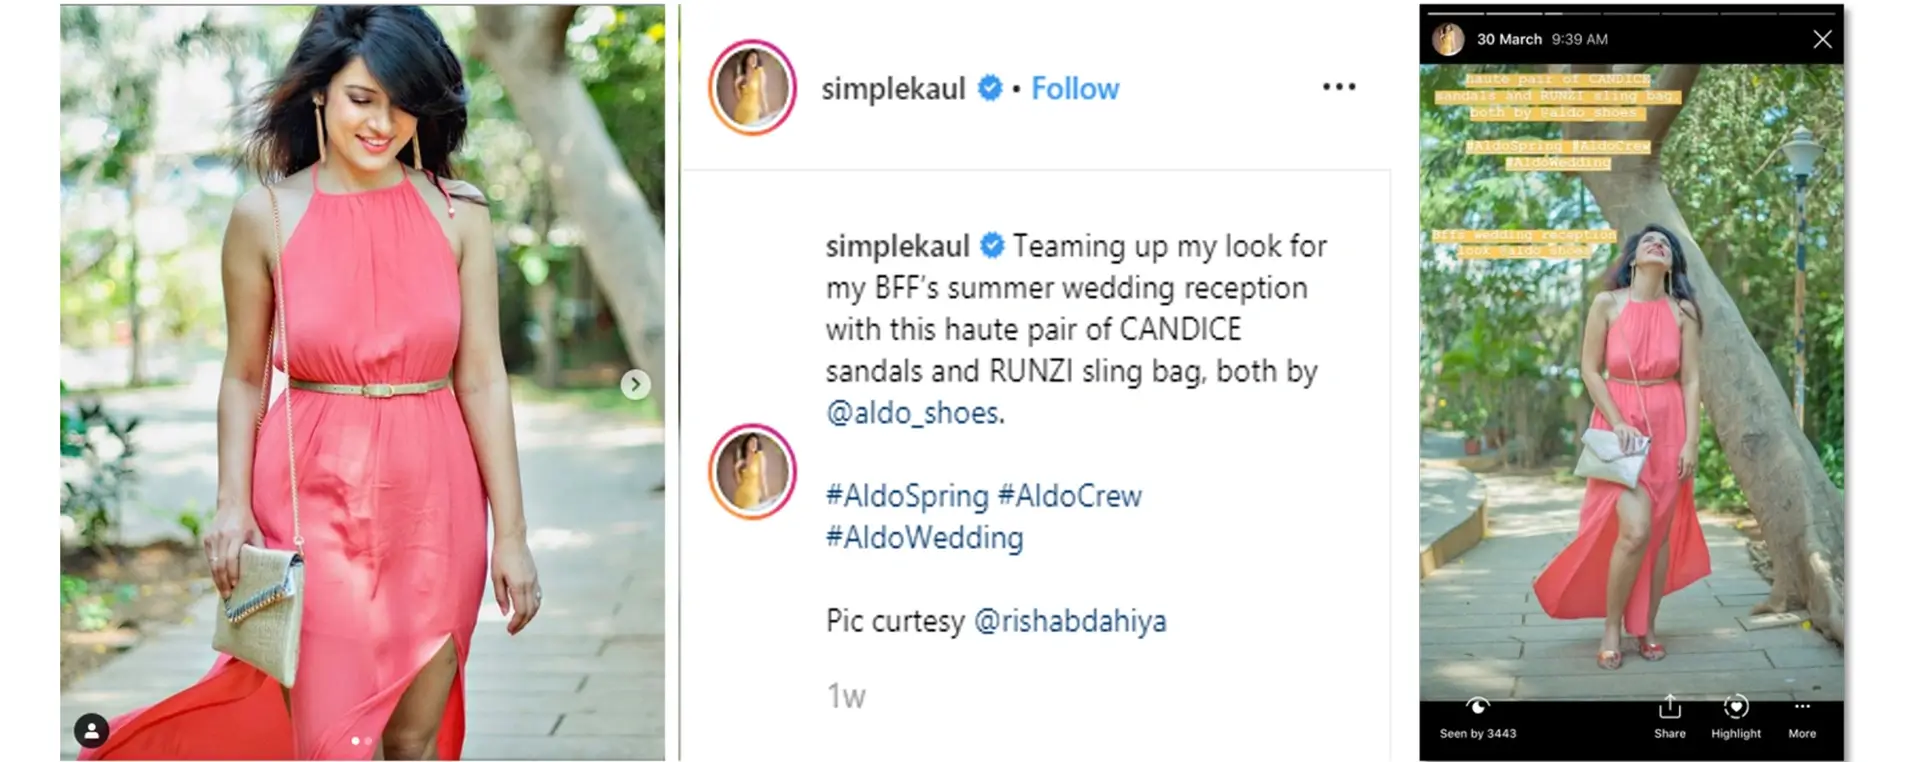 simplekaul • Follow
simplekaul Teaming up my look for
my BFF's summer wedding reception
with this haute pair of CANDICE
sandals and RUNZI sling bag, both by
@aldo_shoes.
#AldoSpring #AldoCrew
#AldoWedding
Pic curtesy @rishabdahiya
1w
30 March 9:39 AM
haute pair of CANDICE
sandals and RUNZI sling bag,
both by @aldo_shoes
#AldoSpring #AldoCrew
#AldoWedding
Bffs wedding reception
look @aldo_shoes
Seen by 3443
Share
Highlight
More